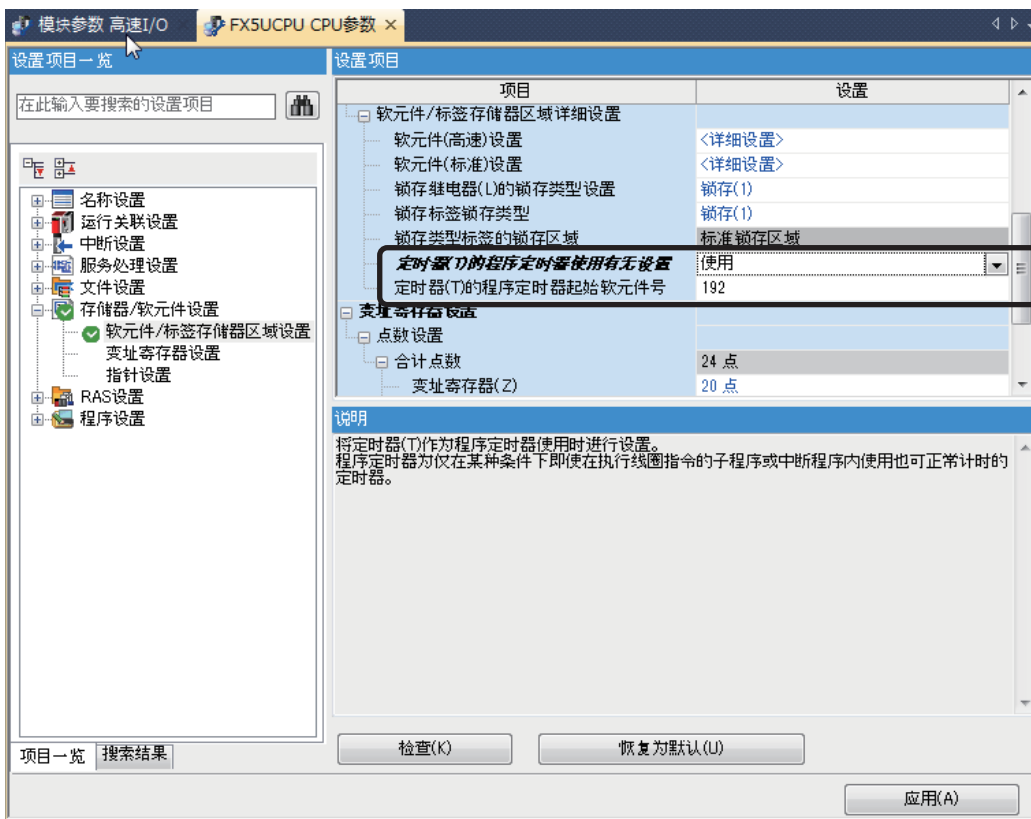 模块参数 高速I/O
FX5UCPU CPU参数
设置项目一览
在此输入要搜索的设置项目
名称设置
运行关联设置
中断设置
服务处理设置
文件设置
存储器/软元件设置
软元件/标签存储器区域设置
变址寄存器设置
指针设置
RAS设置
程序设置
项目一览 搜索结果
设置项目
项目 设置
软元件/标签存储器区域详细设置
软元件(高速)设置 <详细设置>
软元件(标准)设置 <详细设置>
锁存继电器(L)的锁存类型设置 锁存(1)
锁存标签锁存类型 锁存(1)
锁存类型标签的锁存区域 标准锁存区域
定时器(T)的程序定时器使用有无设置 使用
定时器(T)的程序定时器起始软元件号 192
变址寄存器设置
点数设置
合计点数 24 点
变址寄存器(Z) 20 点
说明
将定时器(T)作为程序定时器使用时进行设置。
程序定时器为仅在某种条件下即使在执行线圈指令的子程序或中断程序内使用也可正常计时的
定时器。
检查(K) 恢复为默认(U)
应用(A)